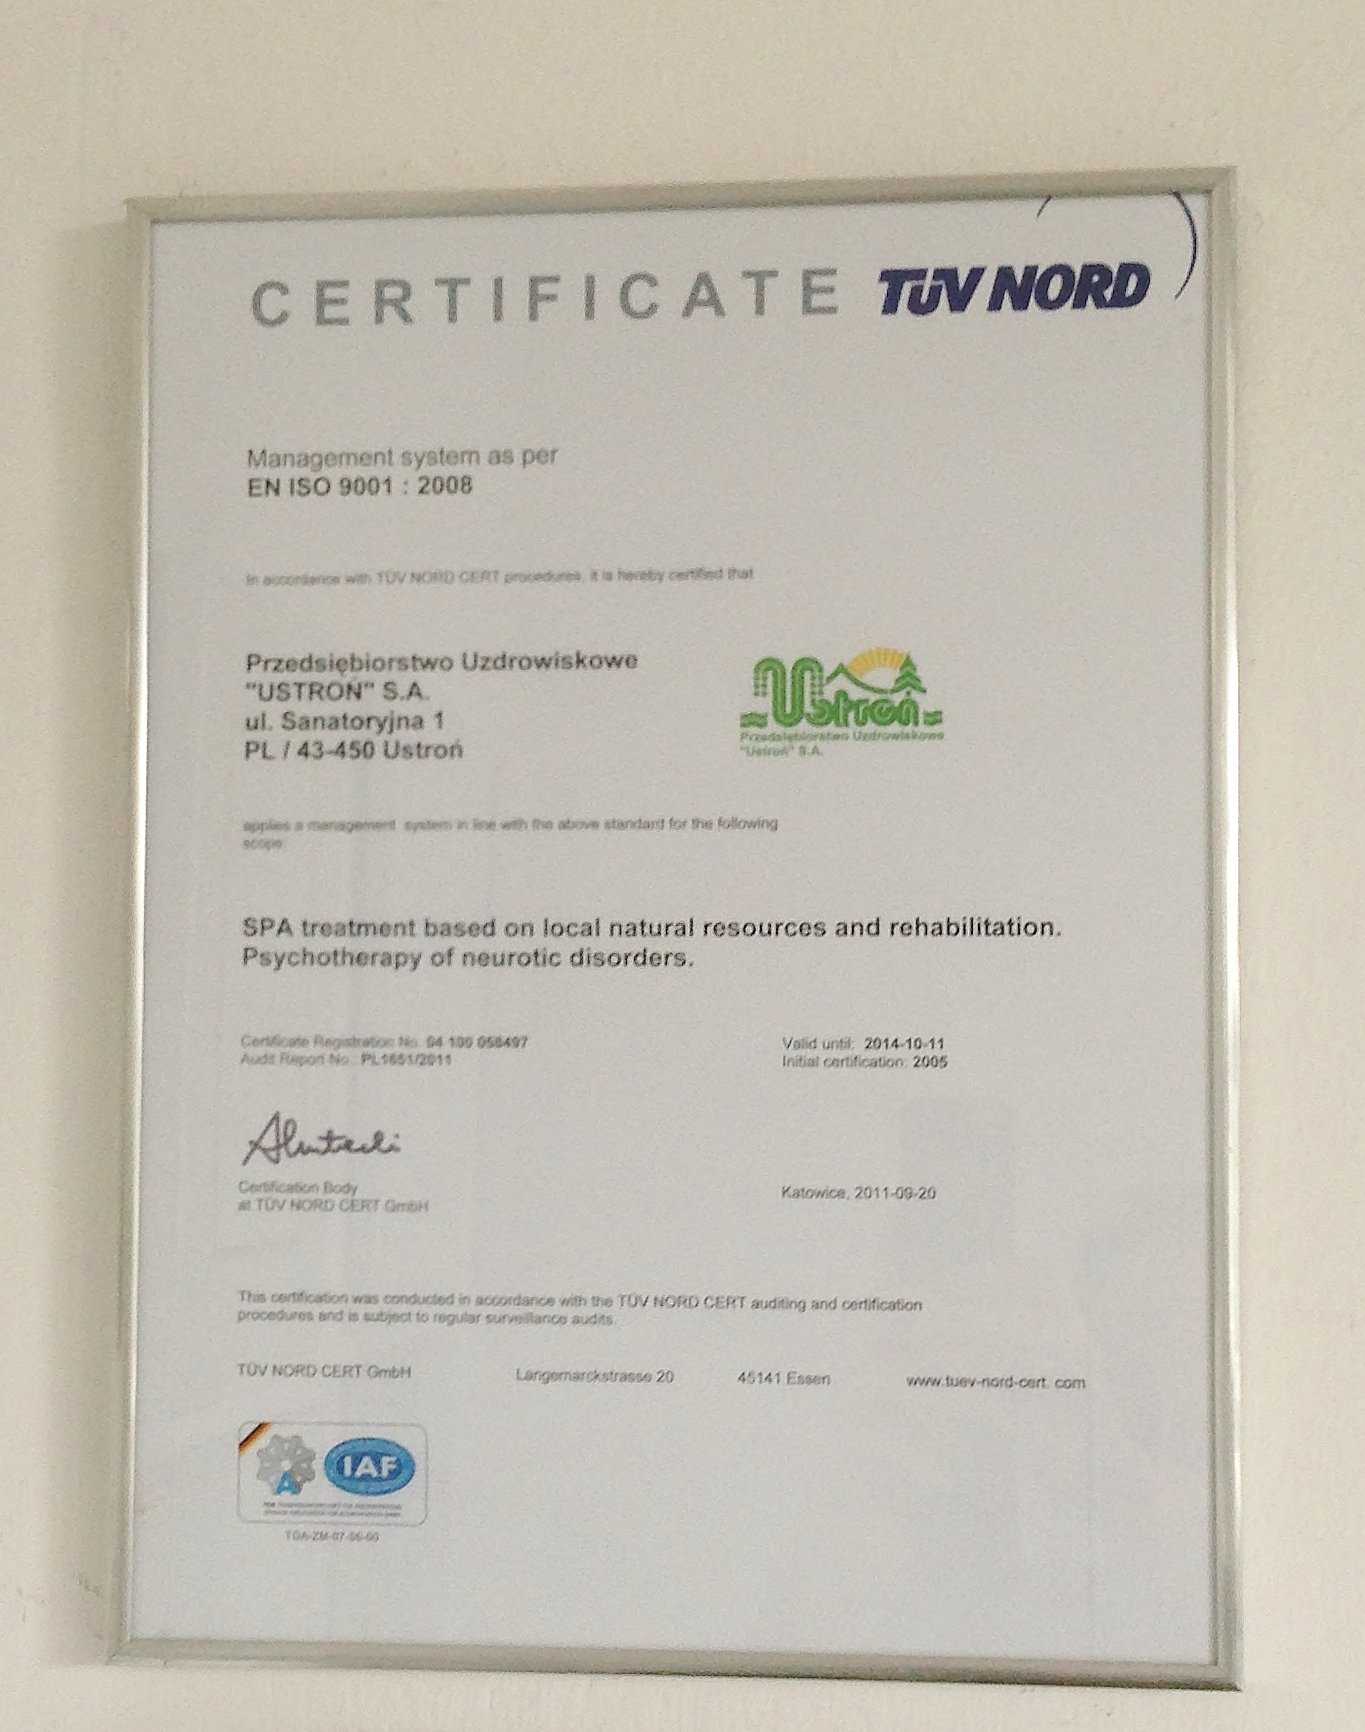 CERTIFICATE TÜV NORD
Management system as per
EN ISO 9001 : 2008
In accordance with TÜV NORD CERT procedures, it is hereby certified that
Przedsiębiorstwo Uzdrowiskowe
"USTROŃ" S.A.
ul. Sanatoryjna 1
PL / 43-450 Ustroń
Ustroń
Przedsiębiorstwo Uzdrowiskowe
"Ustroń" S.A.
applies a management system in line with the above standard for the following
scope
SPA treatment based on local natural resources and rehabilitation.
Psychotherapy of neurotic disorders.
Certificate Registration No. 04 100 058497
Audit Report No.: PL1651/2011
Valid until: 2014-10-11
Initial certification: 2005
Certification Body
at TÜV NORD CERT GmbH
Katowice, 2011-09-20
This certification was conducted in accordance with the TÜV NORD CERT auditing and certification
procedures and is subject to regular surveillance audits.
TÜV NORD CERT GmbH Langemarckstrasse 20 45141 Essen www.tuev-nord-cert. com
IAF
TGA-ZM-07-06-00